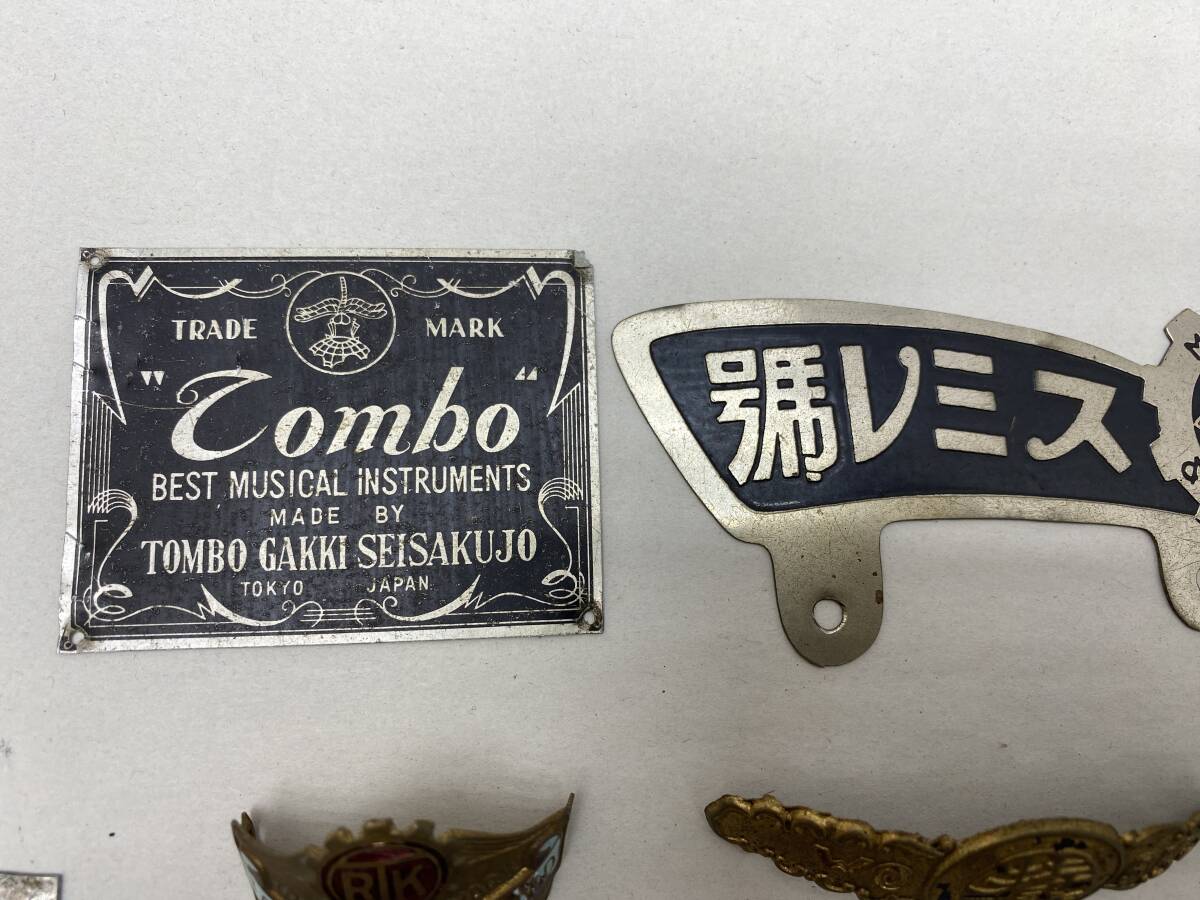 TRADE MARK
"Tombo"
BEST MUSICAL iNSTRUMENTS
MADE BY
TOMBO GAKKI SEISAKUJO
TOKYO JAPAN
號レミス
RTK